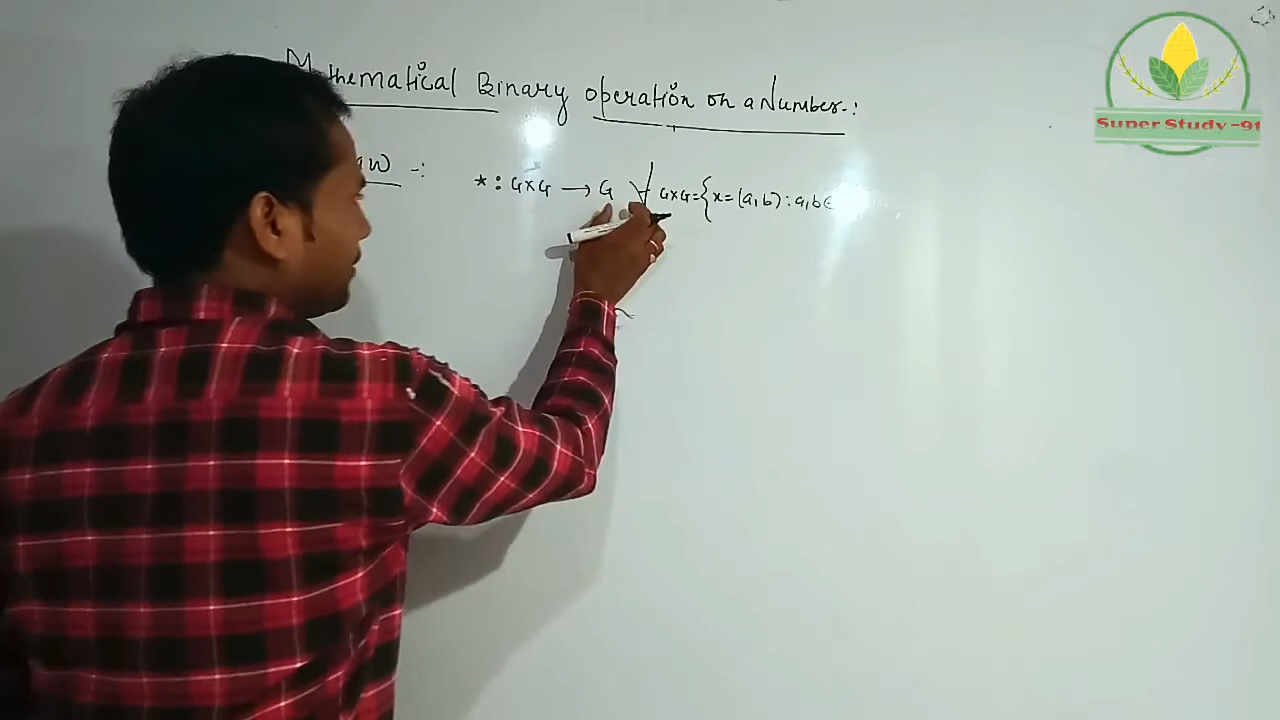 Mathematical Binary operation on a Number :
-:
* : G×G → G ∀ G×G = {x = (a,b) : a,b ∈
Super Study -91